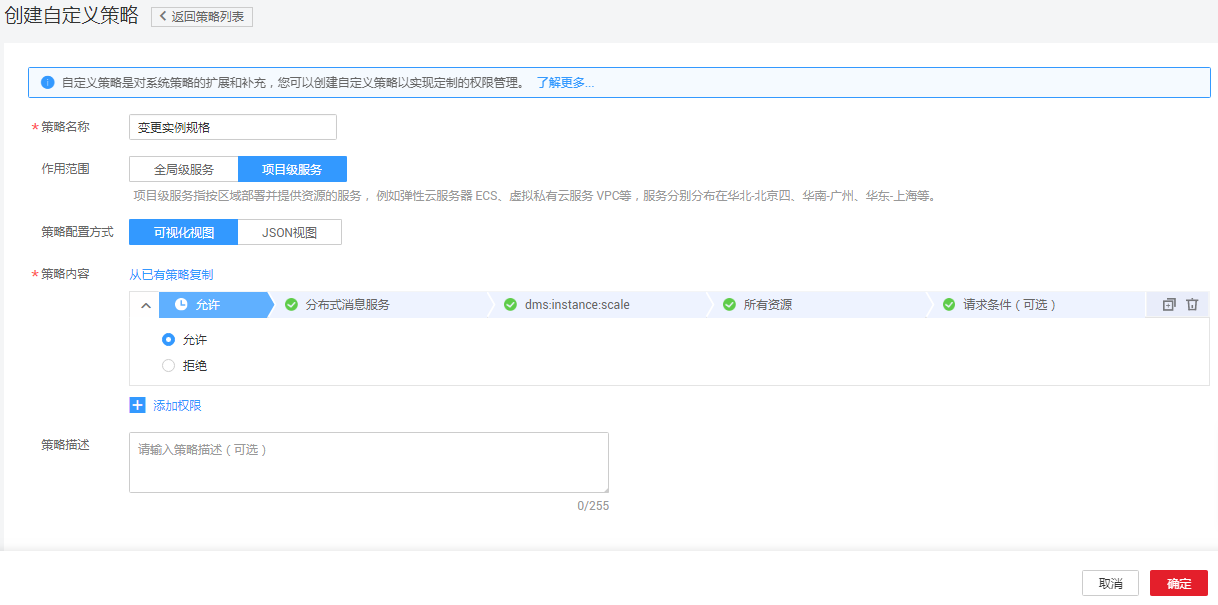 创建自定义策略 返回策略列表
自定义策略是对系统策略的扩展和补充，您可以创建自定义策略以实现定制的权限管理。 了解更多...
* 策略名称 变更实例规格
作用范围 全局级服务 项目级服务
项目级服务指按区域部署并提供资源的服务， 例如弹性云服务器 ECS、虚拟私有云服务 VPC等，服务分别分布在华北-北京四、华南-广州、华东-上海等。
策略配置方式 可视化视图 JSON视图
* 策略内容 从已有策略复制
允许 分布式消息服务 dms:instance:scale 所有资源 请求条件（可选）
允许
拒绝
添加权限
策略描述 请输入策略描述（可选）
0/255
取消 确定